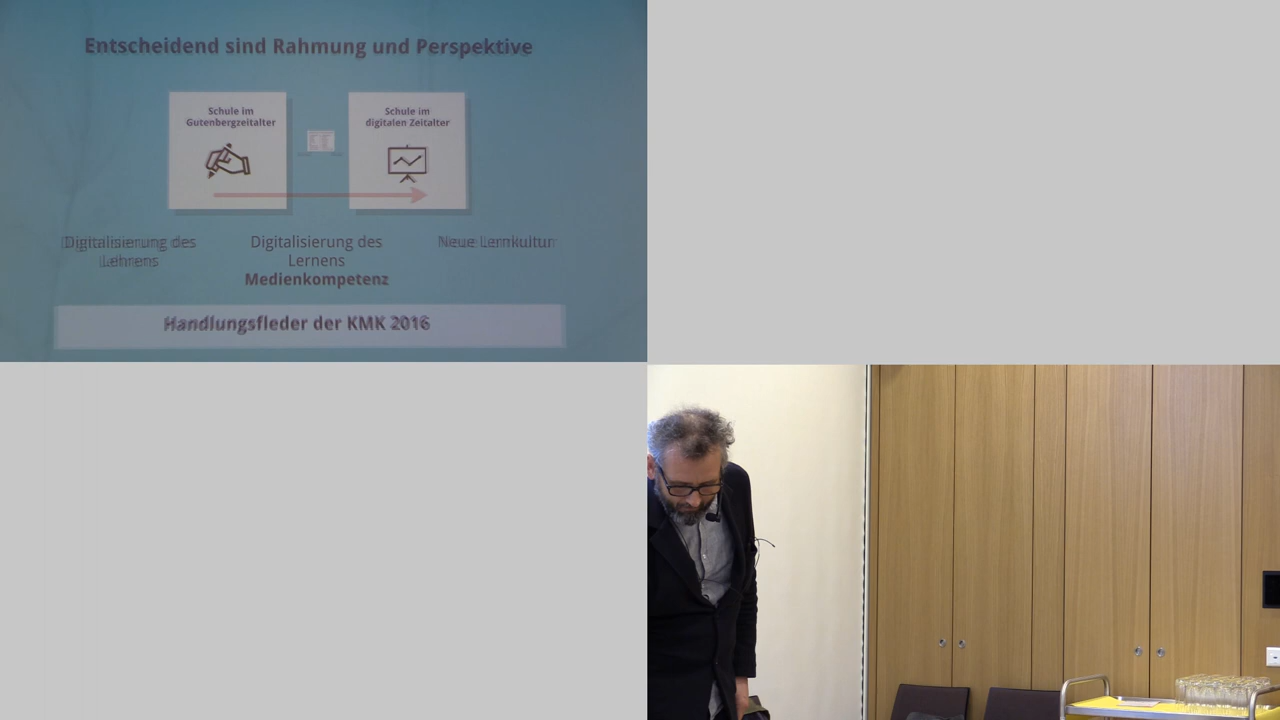 Entscheidend sind Rahmung und Perspektive
Schule im
Gutenbergzeitalter
Schule im
digitalen Zeitalter
Digitalisierung des
Lehrens
Digitalisierung des
Lernens
Medienkompetenz
Neue Lernkultur
Handlungsfleder der KMK 2016